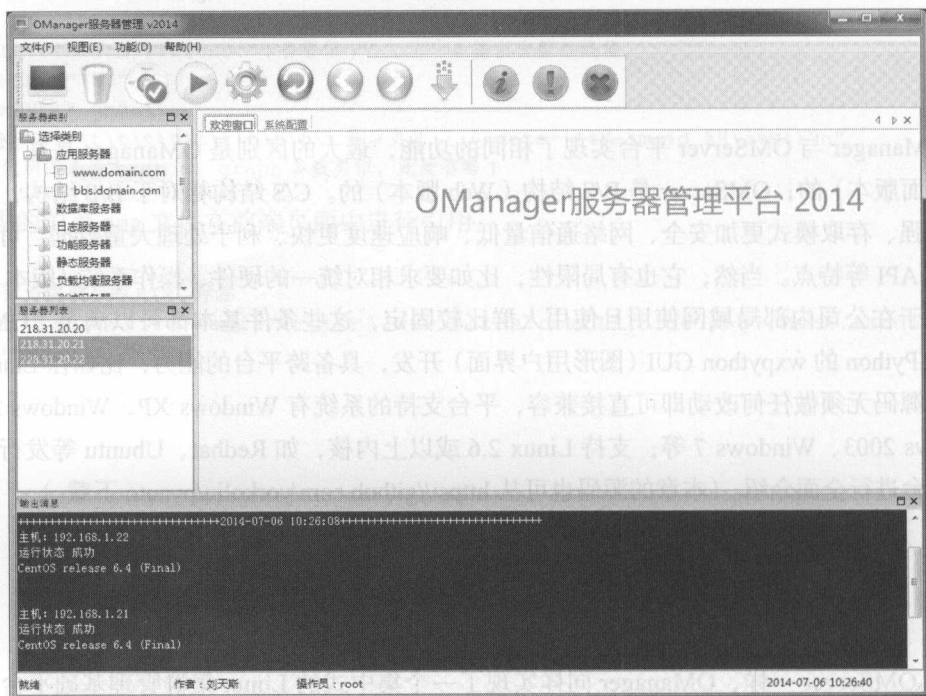 OManager服务器管理 v2014
文件(F) 视图(E) 功能(D) 帮助(H)
服务器类别
选择类别
应用服务器
www.domain.com
bbs.domain.com
数据库服务器
日志服务器
功能服务器
静态服务器
负载均衡服务器
服务器列表
218.31.20.20
218.31.20.21
228.31.20.22
欢迎窗口 系统配置
OManager服务器管理平台 2014
输出消息
++++++++++++++++++++++++++++++2014-07-06 10:26:08++++++++++++++++++++++++++++++
主机: 192.168.1.22
运行状态 成功
CentOS release 6.4 (Final)
主机: 192.168.1.21
运行状态 成功
CentOS release 6.4 (Final)
就绪 作者：刘天斯 操作员：root 2014-07-06 10:26:40